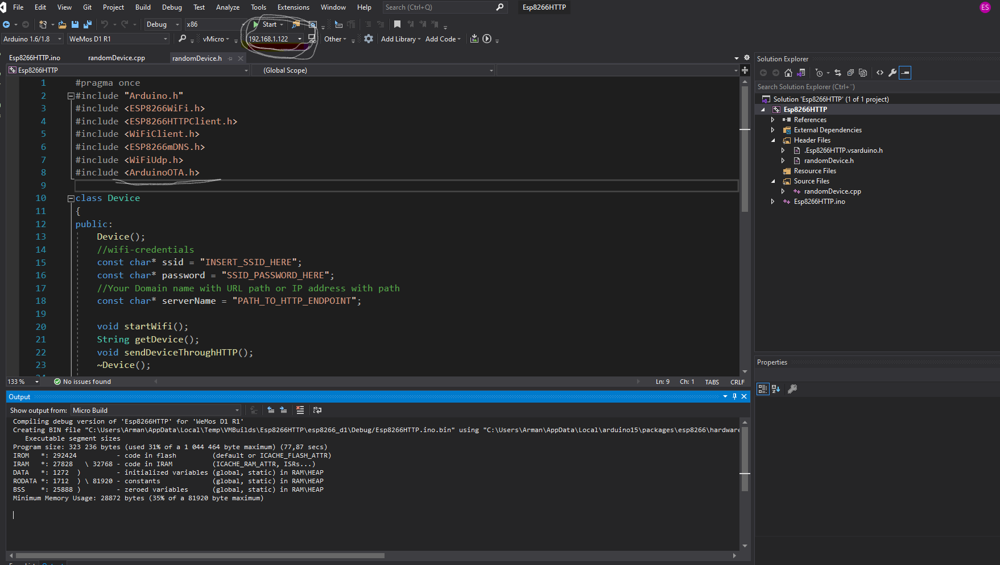 File Edit View Git Project Build Debug Test Analyze Tools Extensions Window Help Search (Ctrl+Q) Esp8266HTTP ES
Debug x86 Start
Arduino 1.6/1.8 WeMos D1 R1 vMicro 192.168.1.122 Other Add Library Add Code
Esp8266HTTP.ino randomDevice.cpp randomDevice.h
Esp8266HTTP (Global Scope)
1 #pragma once
2 #include "Arduino.h"
3 #include <ESP8266WiFi.h>
4 #include <ESP8266HTTPClient.h>
5 #include <WiFiClient.h>
6 #include <ESP8266mDNS.h>
7 #include <WiFiUdp.h>
8 #include <ArduinoOTA.h>
9
10 class Device
11 {
12 public:
13 Device();
14 //wifi-credentials
15 const char* ssid = "INSERT_SSID_HERE";
16 const char* password = "SSID_PASSWORD_HERE";
17 //Your Domain name with URL path or IP address with path
18 const char* serverName = "PATH_TO_HTTP_ENDPOINT";
19
20 void startWifi();
21 String getDevice();
22 void sendDeviceThroughHTTP();
23 ~Device();
133 % No issues found Ln: 9 Ch: 1 TABS CRLF
Output
Show output from: Micro Build
Compiling debug version of 'Esp8266HTTP' for 'WeMos D1 R1'
Creating BIN file "C:\Users\Arman\AppData\Local\Temp\VMBuilds\Esp8266HTTP\esp8266_d1\Debug/Esp8266HTTP.ino.bin" using "C:\Users\Arman\AppData\Local\arduino15\packages\esp8266\hardware
Executable segment sizes
Program size: 323 236 bytes (used 31% of a 1 044 464 byte maximum) (77,87 secs)
IROM *: 292424 - code in flash (default or ICACHE_FLASH_ATTR)
IRAM *: 27828 \ 32768 - code in IRAM (ICACHE_RAM_ATTR, ISRs...)
DATA *: 1272 ) - initialized variables (global, static) in RAM\HEAP
RODATA *: 1712 ) \ 81920 - constants (global, static) in RAM\HEAP
BSS *: 25888 ) - zeroed variables (global, static) in RAM\HEAP
Minimum Memory Usage: 28872 bytes (35% of a 81920 byte maximum)
Solution Explorer
Search Solution Explorer (Ctrl+¨)
Solution 'Esp8266HTTP' (1 of 1 project)
Esp8266HTTP
References
External Dependencies
Header Files
.Esp8266HTTP.vsarduino.h
randomDevice.h
Resource Files
Source Files
randomDevice.cpp
Esp8266HTTP.ino
Properties